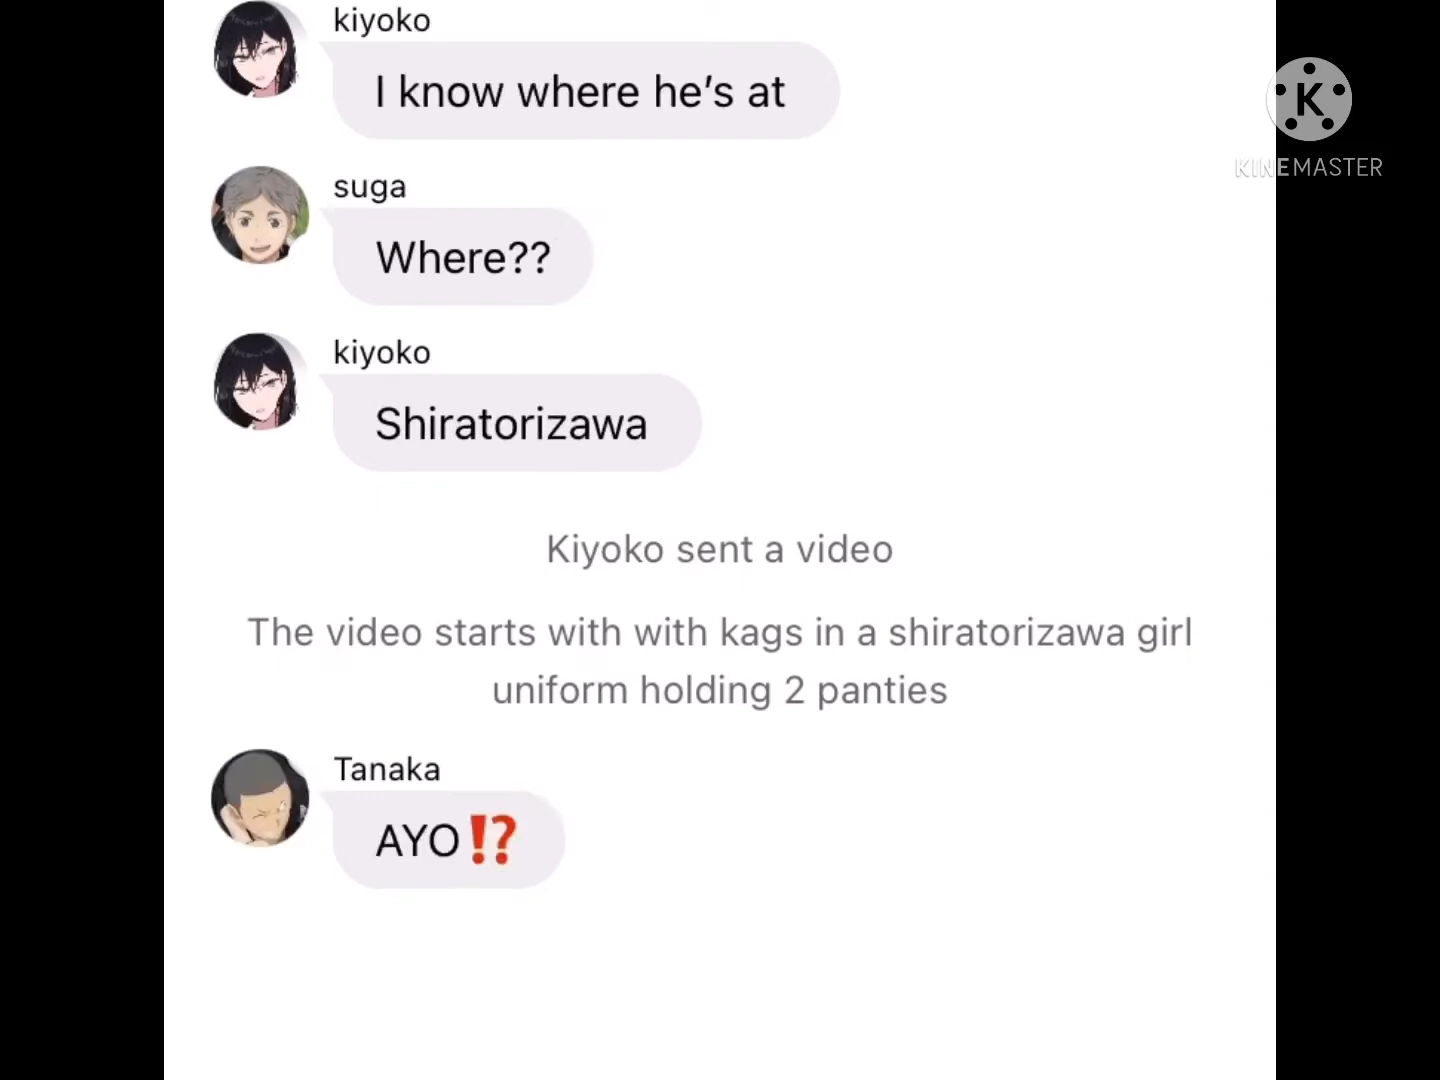 kiyoko
I know where he's at
KINEMASTER
suga
Where??
kiyoko
Shiratorizawa
Kiyoko sent a video
The video starts with with kags in a shiratorizawa girl
uniform holding 2 panties
Tanaka
AYO⁉️